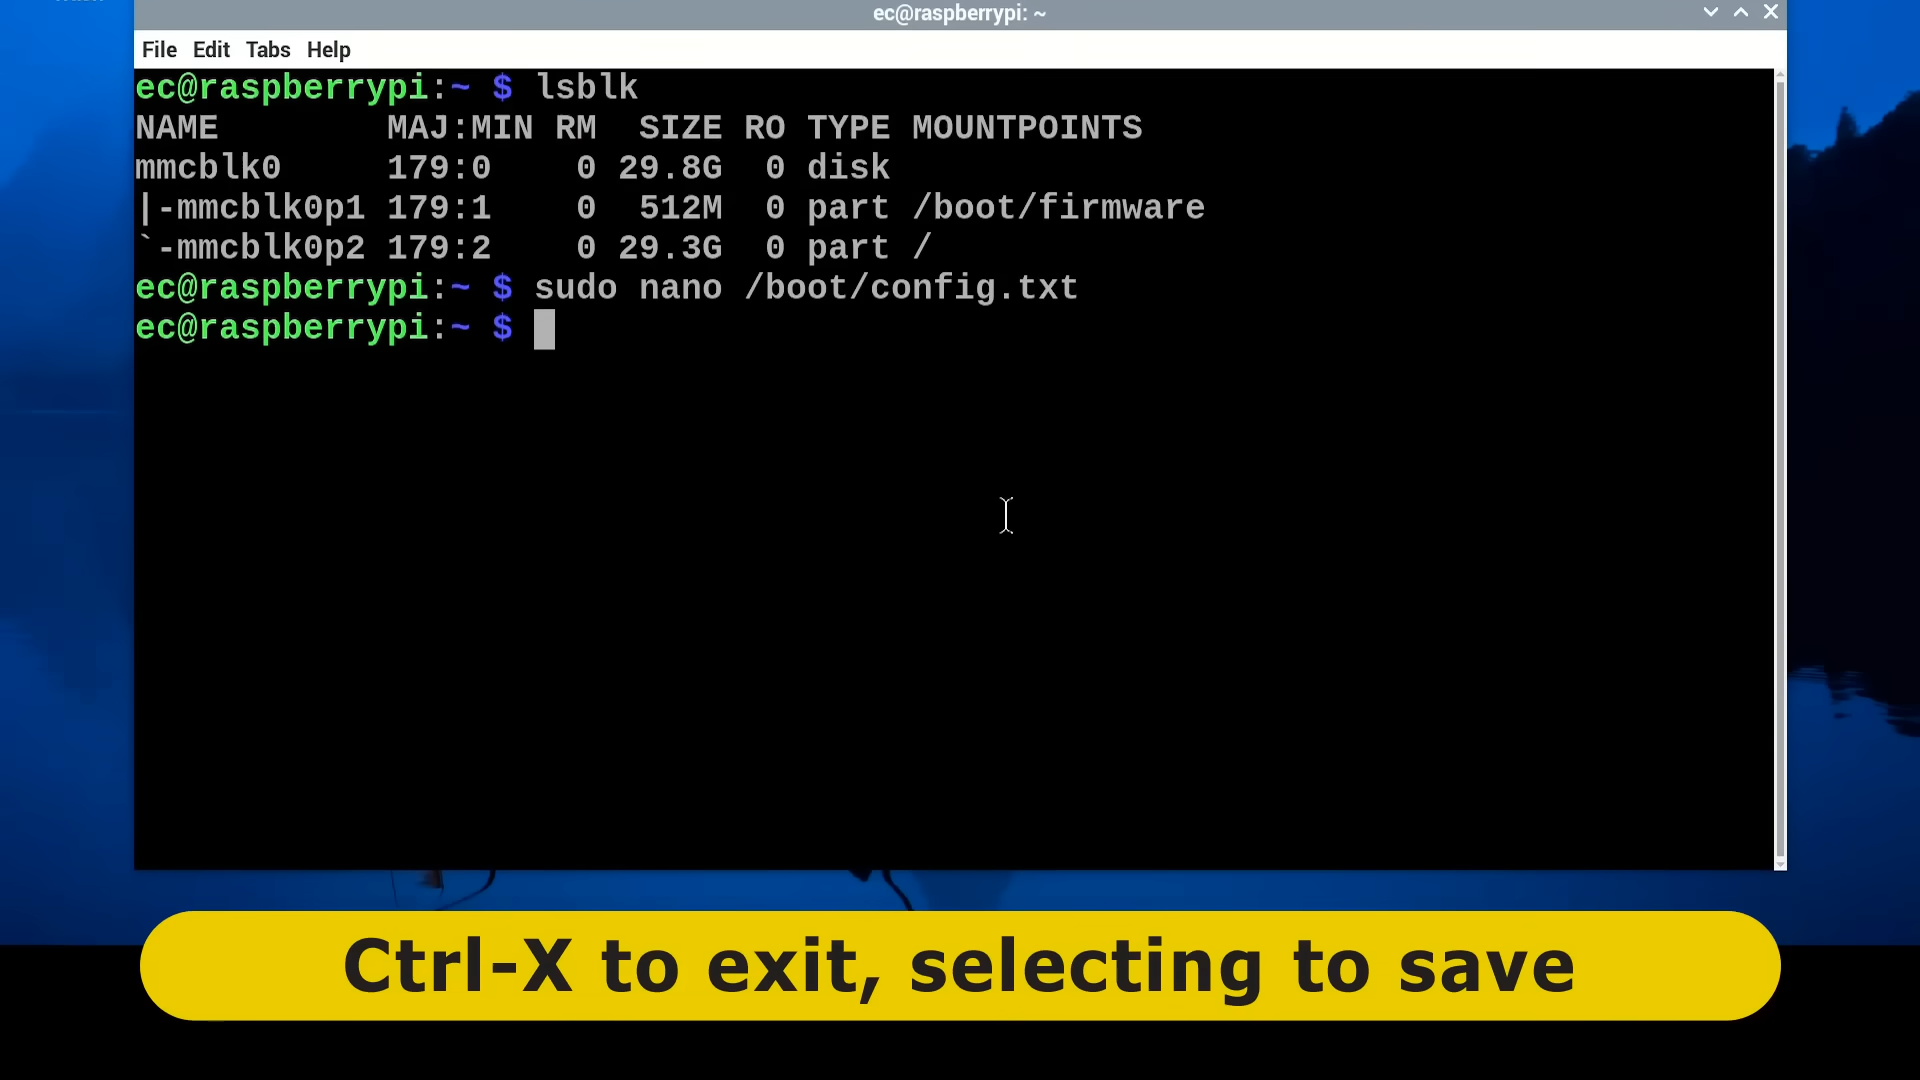 ec@raspberrypi: ~
File Edit Tabs Help
ec@raspberrypi:~ $ lsblk
NAME        MAJ:MIN RM  SIZE RO TYPE MOUNTPOINTS
mmcblk0     179:0    0 29.8G  0 disk
|-mmcblk0p1 179:1    0  512M  0 part /boot/firmware
`-mmcblk0p2 179:2    0 29.3G  0 part /
ec@raspberrypi:~ $ sudo nano /boot/config.txt
ec@raspberrypi:~ $
Ctrl-X to exit, selecting to save